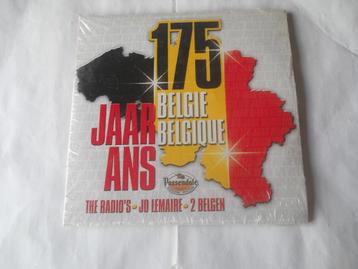 175
JAAR BELGIE
ANS BELGIQUE
Passendale
THE RADIO'S • JO LEMAIRE • 2 BELGEN